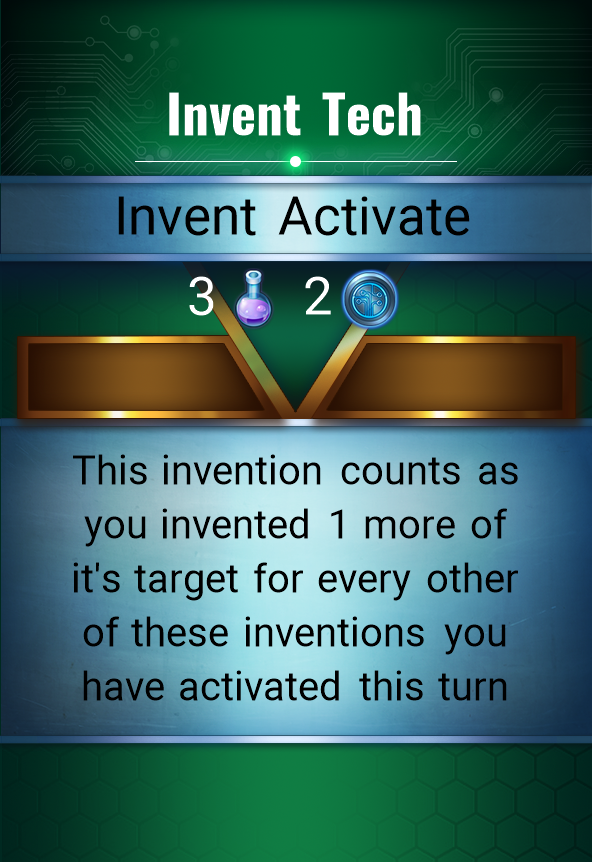 Invent Tech
Invent Activate
3 2
This invention counts as
you invented 1 more of
it's target for every other
of these inventions you
have activated this turn